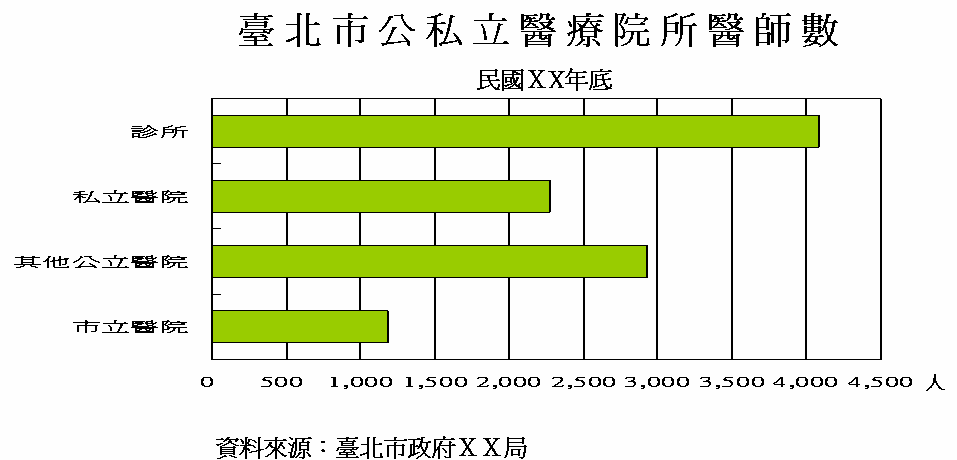 臺北市公私立醫療院所醫師數
民國ＸＸ年底
診所
私立醫院
其他公立醫院
市立醫院
0 500 1,000 1,500 2,000 2,500 3,000 3,500 4,000 4,500 人
資料來源：臺北市政府ＸＸ局